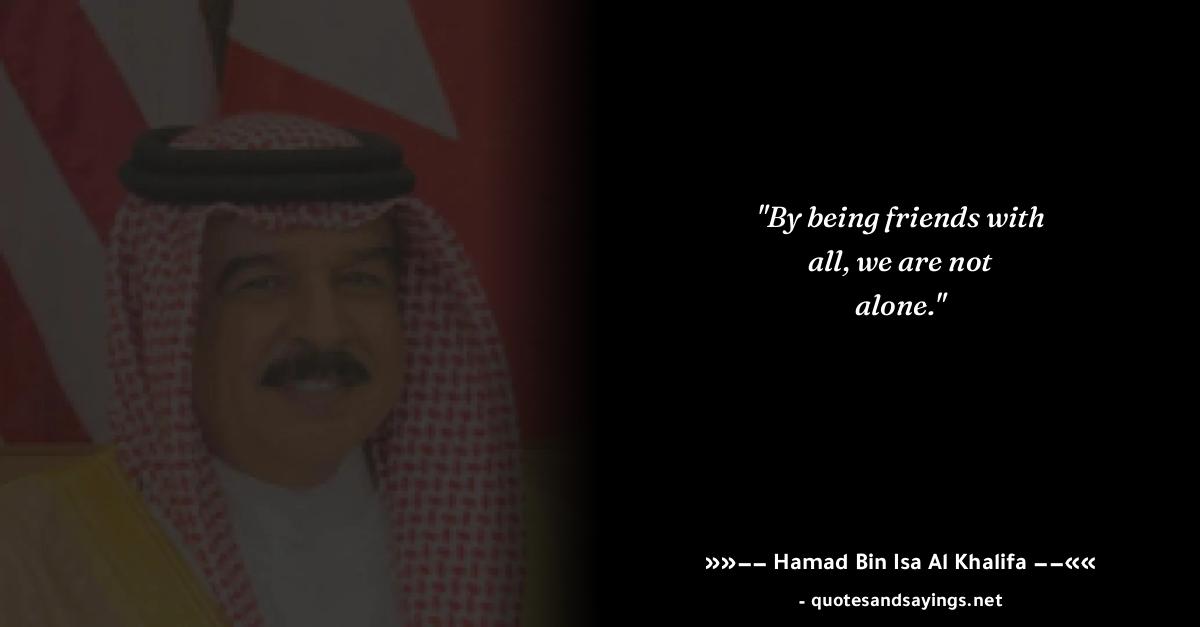 "By being friends with
all, we are not
alone."
»»−− Hamad Bin Isa Al Khalifa −−««
- quotesandsayings.net